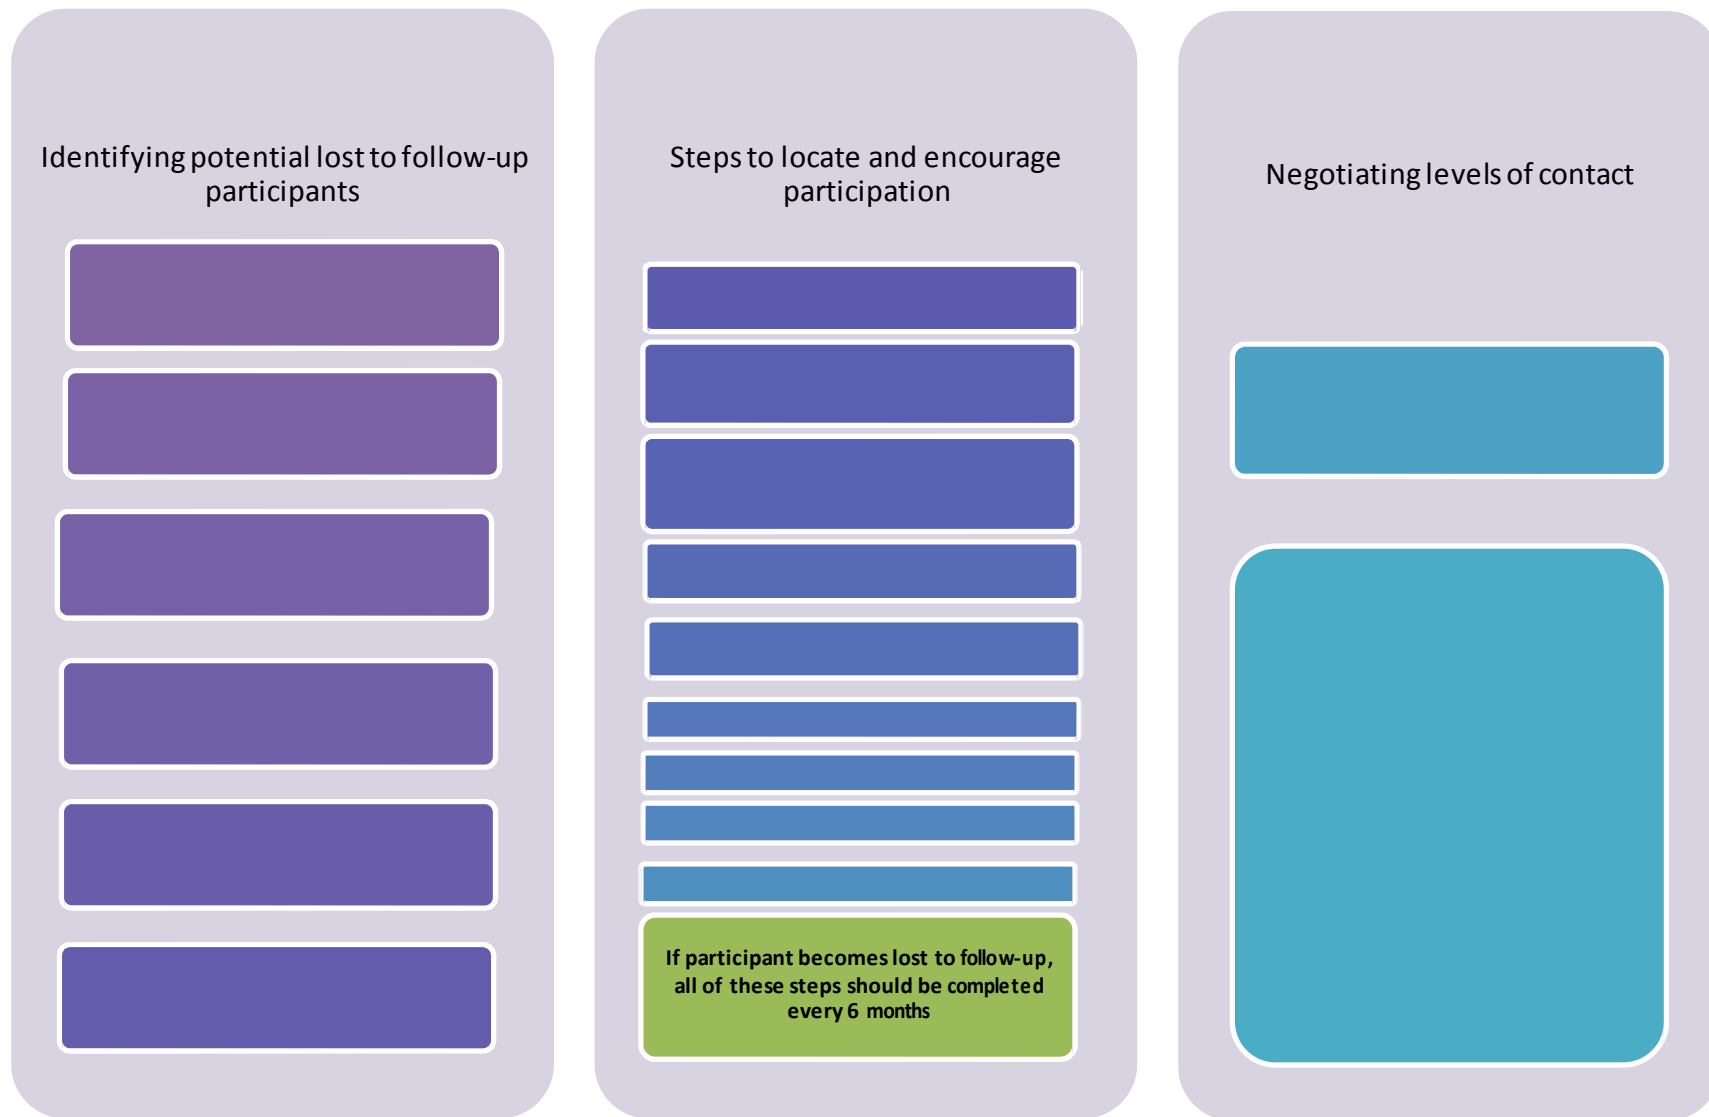 Identifying potential lost to follow-up
participants
Steps to locate and encourage
participation
Negotiating levels of contact
If participant becomes lost to follow-up,
all of these steps should be completed
every 6 months